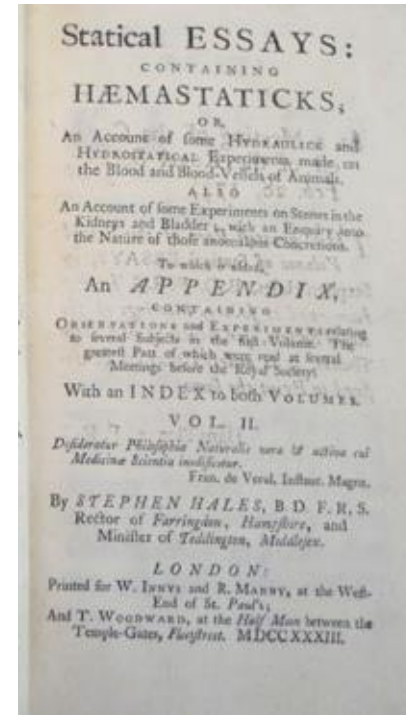 Statical ESSAYS:
CONTAINING
HÆMASTATICKS;
OR,
An Account of some HYDRAULICK and
HYDROSTATICAL Experiments made on
the Blood and Blood-Vessels of Animals.
ALSO
An Account of some Experiments on Stones in the
Kidneys and Bladder; with an Enquiry into
the Nature of those anomalous Concretions.
To which is added,
An APPENDIX,
CONTAINING
OBSERVATIONS and EXPERIMENTS relating
to several Subjects in the first Volume. The
greatest Part of which were read at several
Meetings before the Royal Society.
With an INDEX to both VOLUMES.
VOL. II.
Desideratur Philosophia Naturalis vera & activa cui
Medicinæ Scientia inædificetur.
Fran. de Verul. Instaur. Magna.
By STEPHEN HALES, B D. F. R. S.
Rector of Farringdon, Hampshire, and
Minister of Teddington, Middlesex.
LONDON:
Printed for W. INNYS and R. MANBY, at the West-
End of St. Paul's;
And T. WOODWARD, at the Half Moon between the
Temple-Gates, Fleetstreet. MDCCXXXIII.